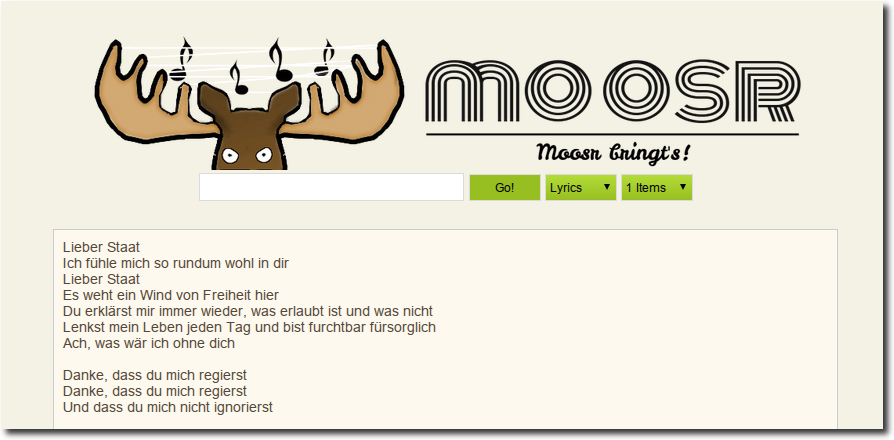 MOOSR
Moosr bringt's!
Go! Lyrics 1 Items
Lieber Staat
Ich fühle mich so rundum wohl in dir
Lieber Staat
Es weht ein Wind von Freiheit hier
Du erklärst mir immer wieder, was erlaubt ist und was nicht
Lenkst mein Leben jeden Tag und bist furchtbar fürsorglich
Ach, was wär ich ohne dich

Danke, dass du mich regierst
Danke, dass du mich regierst
Und dass du mich nicht ignorierst